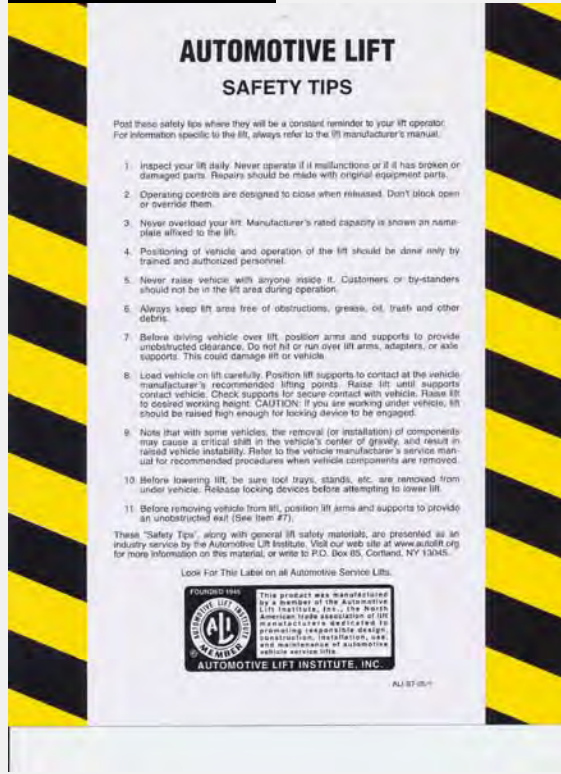 AUTOMOTIVE LIFT
SAFETY TIPS
Post these safety tips where they will be a constant reminder to your lift operator.
For information specific to the lift, always refer to the lift manufacturer's manual.
1. Inspect your lift daily. Never operate if it malfunctions or if it has broken or
damaged parts. Repairs should be made with original equipment parts.
2. Operating controls are designed to close when released. Don't block open
or override them.
3. Never overload your lift. Manufacturer's rated capacity is shown on name-
plate affixed to the lift.
4. Positioning of vehicle and operation of the lift should be done only by
trained and authorized personnel.
5. Never raise vehicle with anyone inside it. Customers or by-standers
should not be in the lift area during operation.
6. Always keep lift area free of obstructions, grease, oil, trash and other
debris.
7. Before driving vehicle over lift, position arms and supports to provide
unobstructed clearance. Do not hit or run over lift arms, adapters, or axle
supports. This could damage lift or vehicle.
8. Load vehicle on lift carefully. Position lift supports to contact at the vehicle
manufacturer's recommended lifting points. Raise lift until supports
contact vehicle. Check supports for secure contact with vehicle. Raise lift
to desired working height. CAUTION: If you are working under vehicle, lift
should be raised high enough for locking device to be engaged.
9. Note that with some vehicles, the removal (or installation) of components
may cause a critical shift in the vehicle's center of gravity, and result in
raised vehicle instability. Refer to the vehicle manufacturer's service man-
ual for recommended procedures when vehicle components are removed.
10. Before lowering lift, be sure tool trays, stands, etc. are removed from
under vehicle. Release locking devices before attempting to lower lift.
11. Before removing vehicle from lift, position lift arms and supports to provide
an unobstructed exit (See Item #7).
These "Safety Tips", along with general lift safety materials, are presented as an
industry service by the Automotive Lift Institute. Visit our web site at www.autolift.org
for more information on this material, or write to P.O. Box 85, Cortland, NY 13045.
Look For This Label on all Automotive Service Lifts.
FOUNDED 1945
AUTOMOTIVE LIFT INSTITUTE
ALI
MEMBER
®
This product was manufactured
by a member of the Automotive
Lift Institute, Inc., the North
American trade association of lift
manufacturers dedicated to
promoting responsible design,
construction, installation, use,
and maintenance of automotive
vehicle service lifts.
AUTOMOTIVE LIFT INSTITUTE, INC.